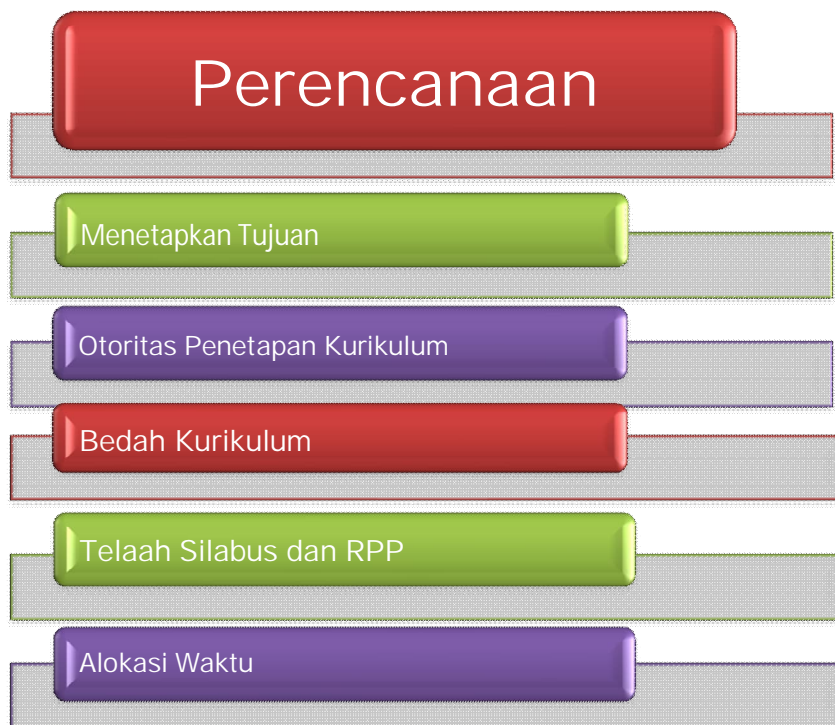 Perencanaan
Menetapkan Tujuan
Otoritas Penetapan Kurikulum
Bedah Kurikulum
Telaah Silabus dan RPP
Alokasi Waktu